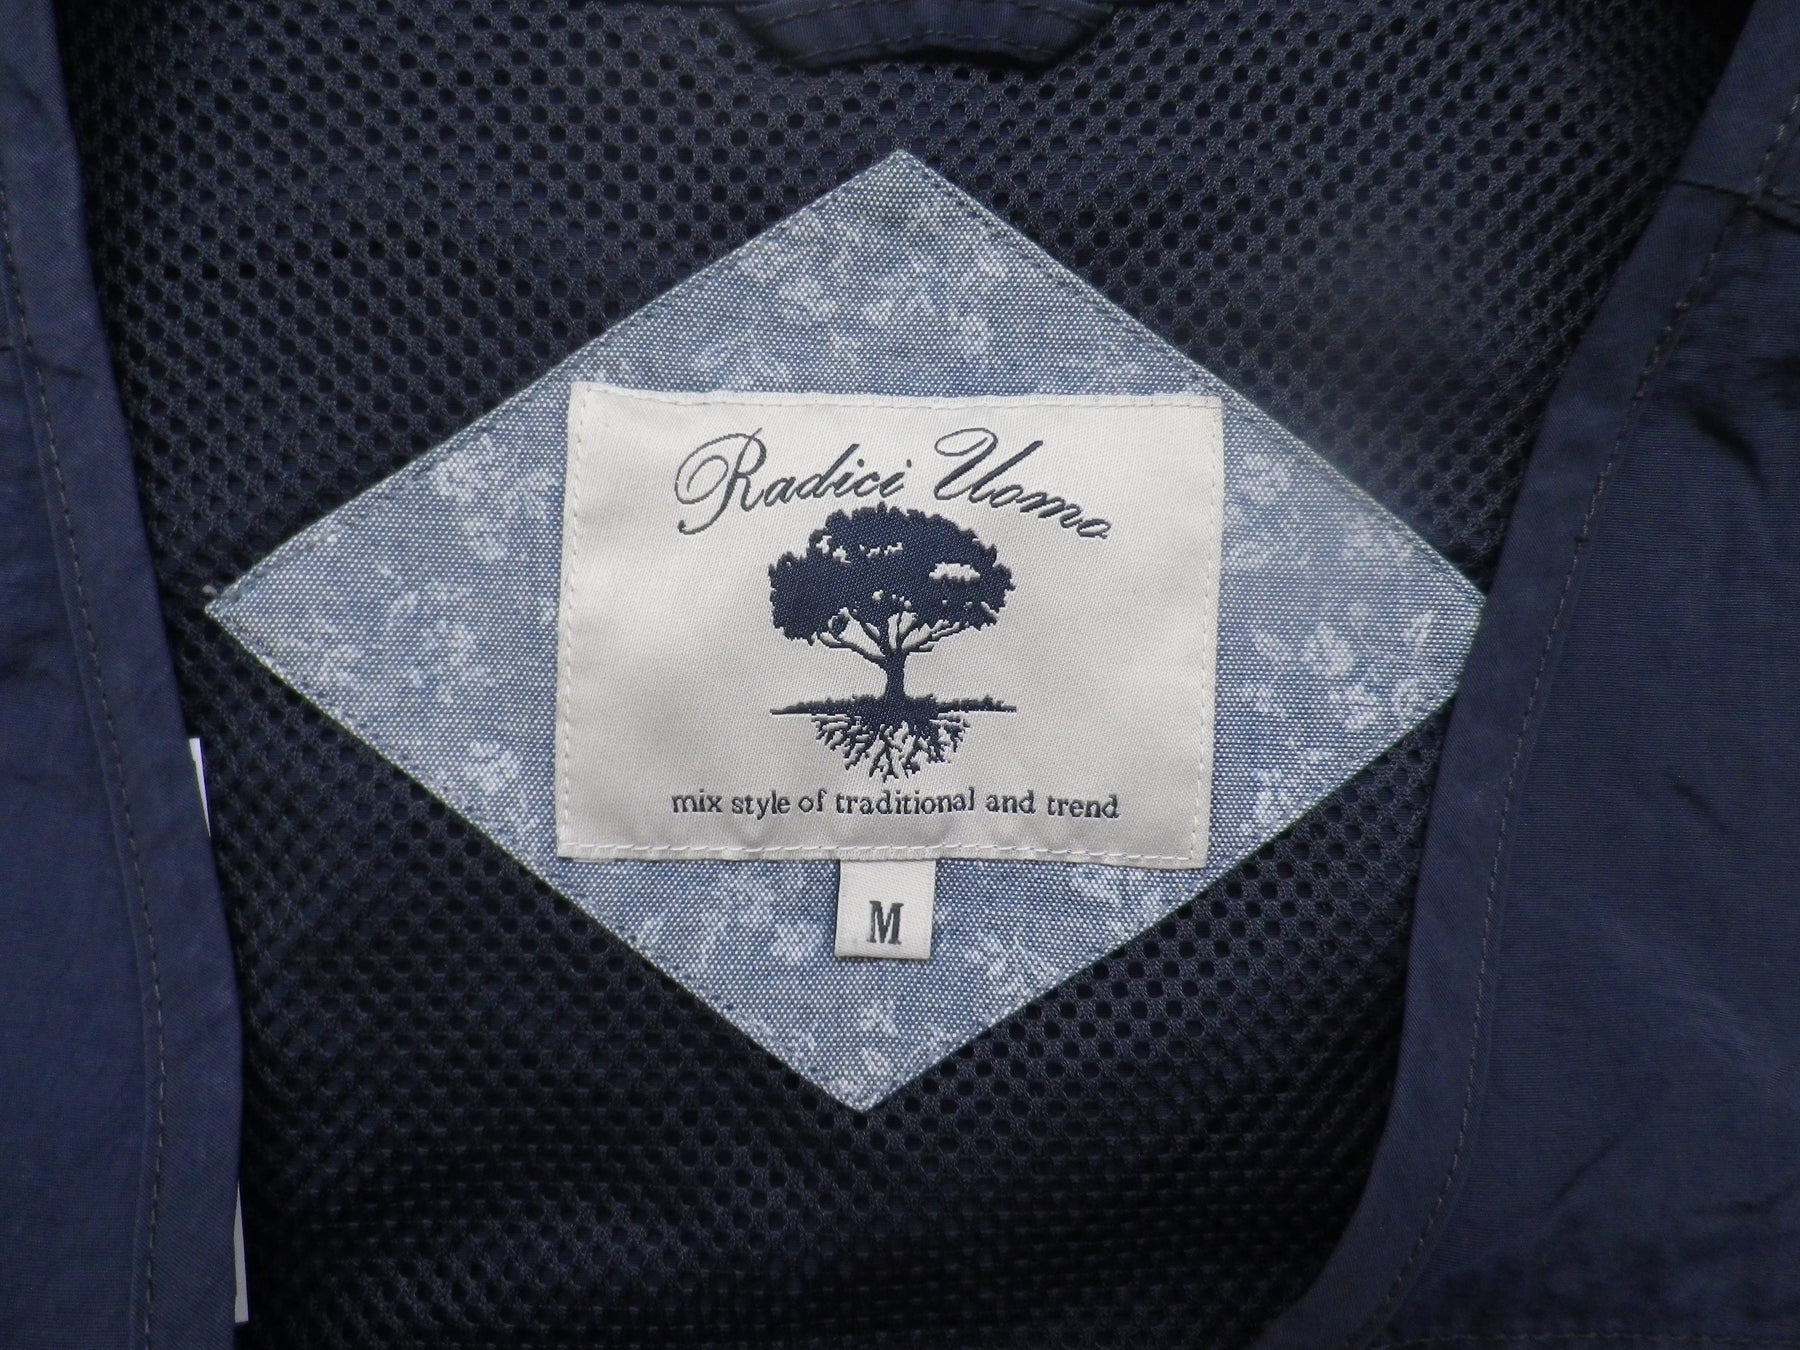 Radici Uomo
mix style of traditional and trend
M